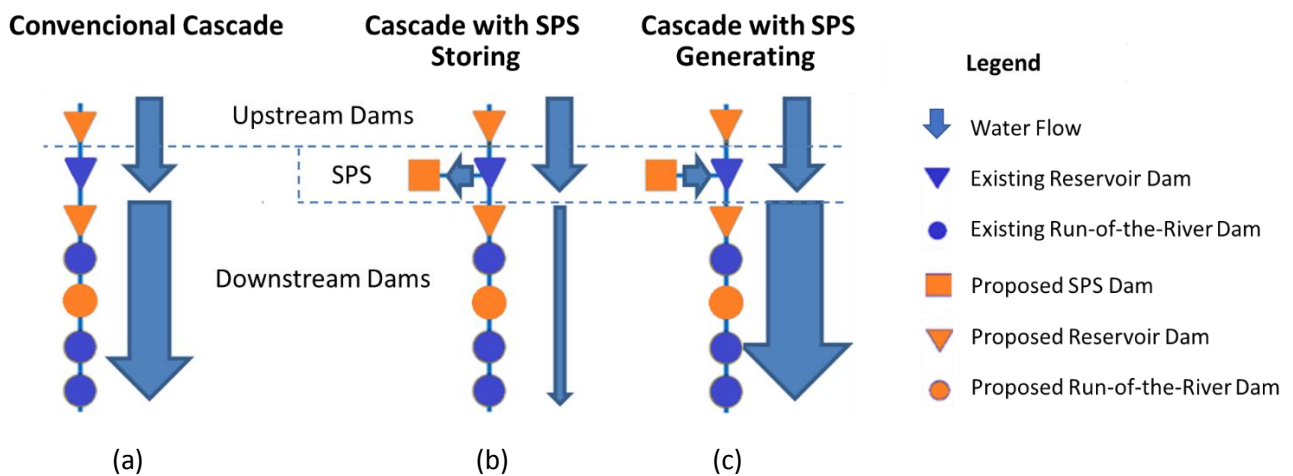 Convencional Cascade
Cascade with SPS
Storing
Cascade with SPS
Generating
Legend
Upstream Dams
SPS
Downstream Dams
Water Flow
Existing Reservoir Dam
Existing Run-of-the-River Dam
Proposed SPS Dam
Proposed Reservoir Dam
Proposed Run-of-the-River Dam
(a)
(b)
(c)